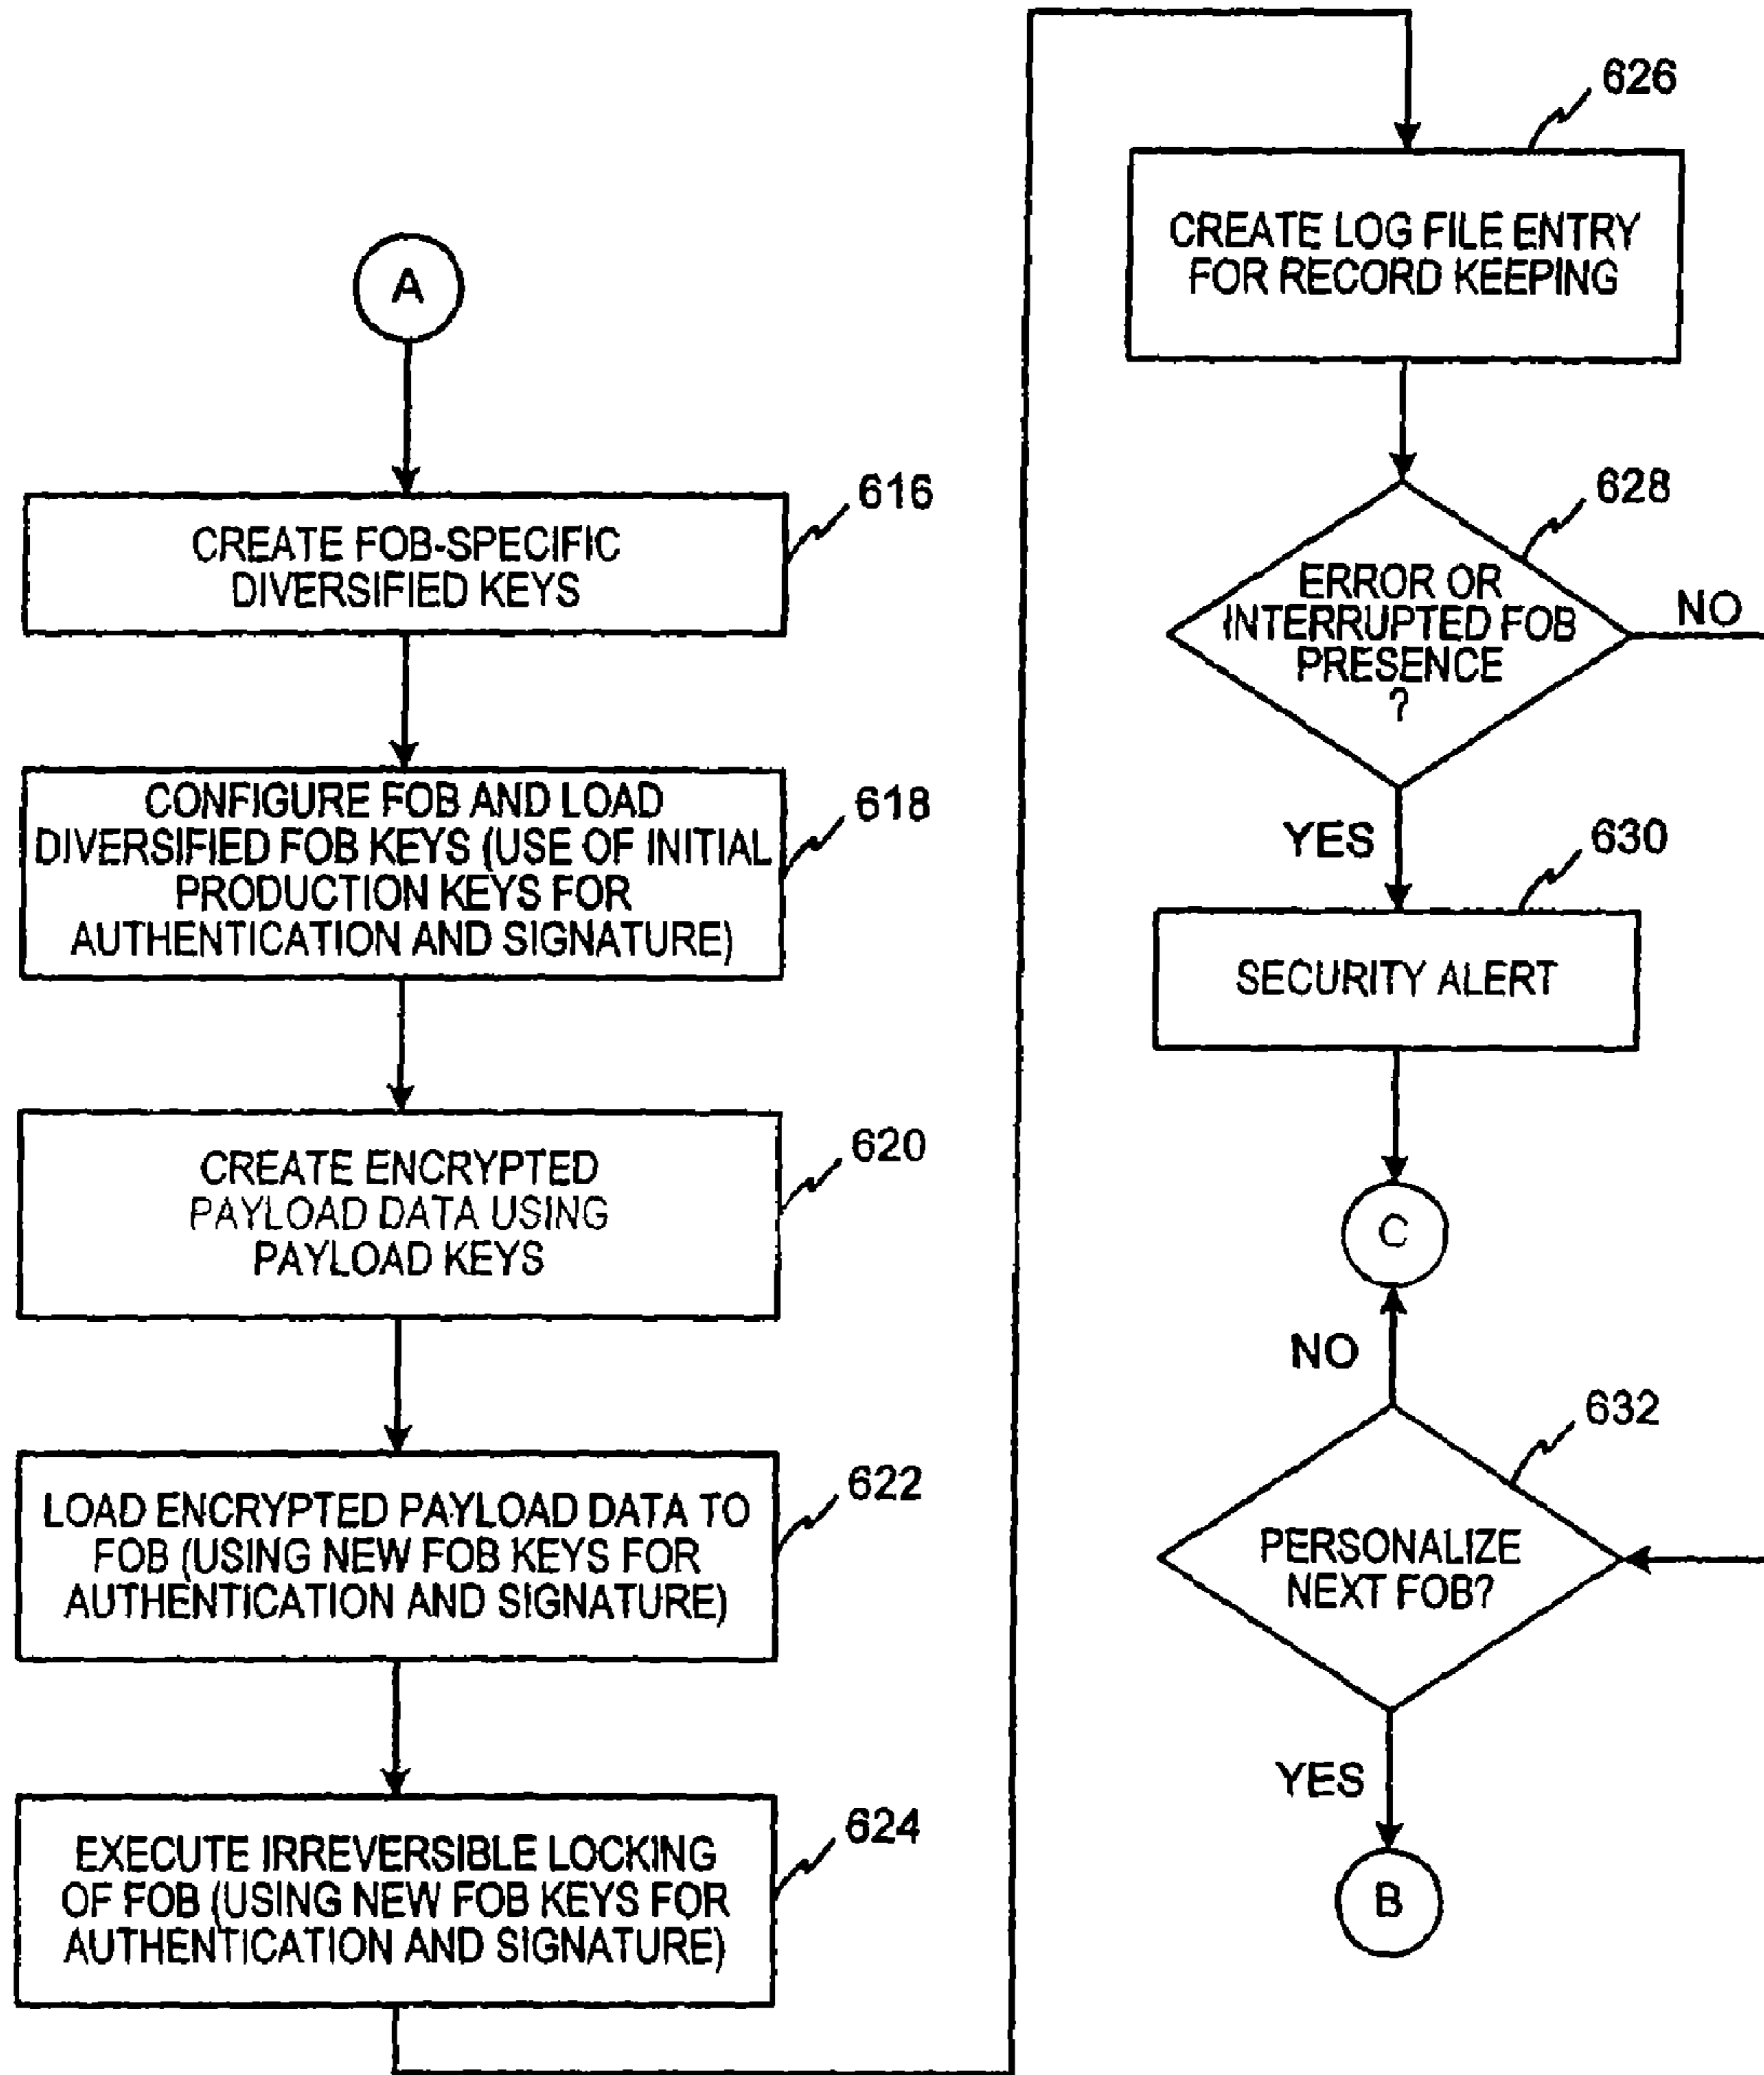 A
616
CREATE FOB-SPECIFIC
DIVERSIFIED KEYS
618
CONFIGURE FOB AND LOAD
DIVERSIFIED FOB KEYS (USE OF INITIAL
PRODUCTION KEYS FOR
AUTHENTICATION AND SIGNATURE)
620
CREATE ENCRYPTED
PAYLOAD DATA USING
PAYLOAD KEYS
622
LOAD ENCRYPTED PAYLOAD DATA TO
FOB (USING NEW FOB KEYS FOR
AUTHENTICATION AND SIGNATURE)
624
EXECUTE IRREVERSIBLE LOCKING
OF FOB (USING NEW FOB KEYS FOR
AUTHENTICATION AND SIGNATURE)
626
CREATE LOG FILE ENTRY
FOR RECORD KEEPING
628
ERROR OR
INTERRUPTED FOB
PRESENCE
?
NO
YES
630
SECURITY ALERT
C
NO
632
PERSONALIZE
NEXT FOB?
YES
B